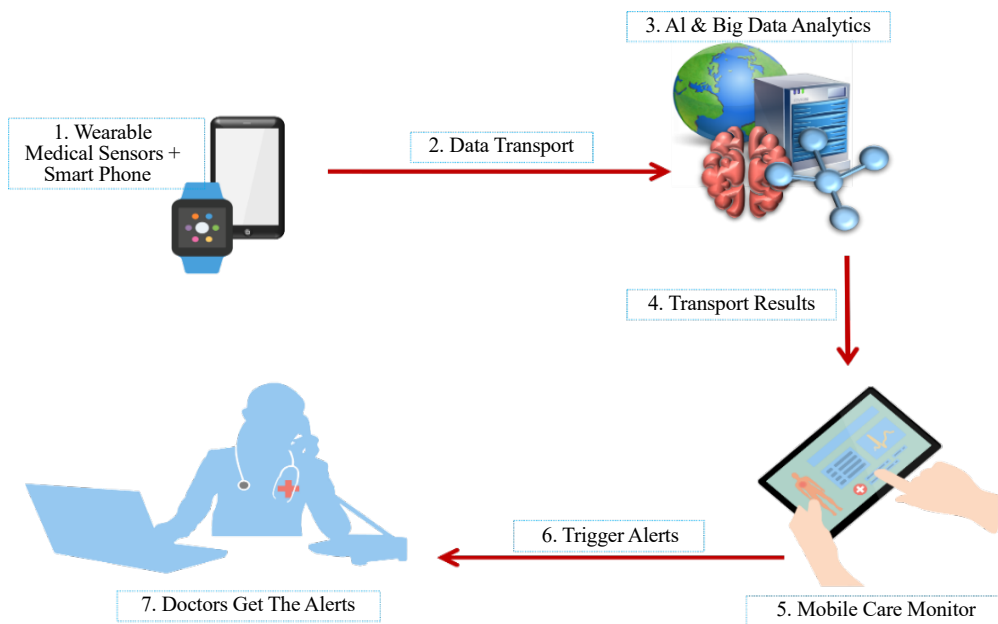 3. Al & Big Data Analytics
1. Wearable
Medical Sensors +
Smart Phone
2. Data Transport
4. Transport Results
6. Trigger Alerts
7. Doctors Get The Alerts
5. Mobile Care Monitor